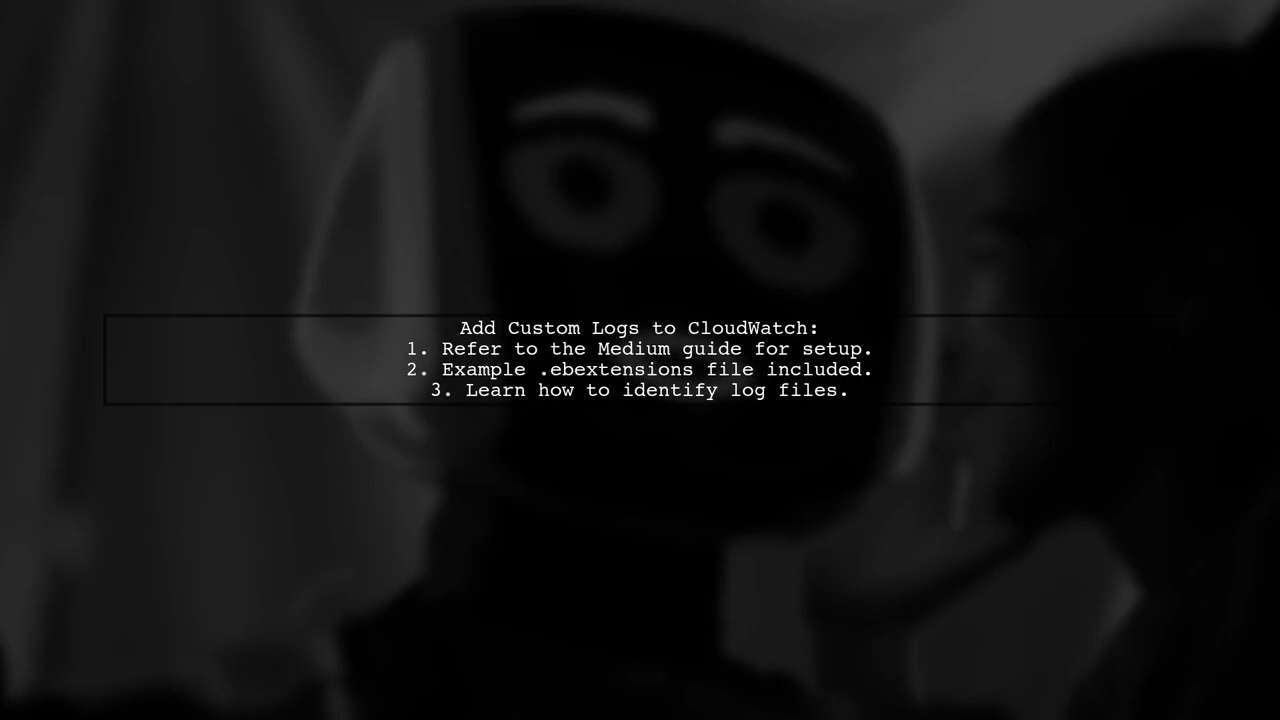 Add Custom Logs to CloudWatch:
1. Refer to the Medium guide for setup.
2. Example .ebextensions file included.
3. Learn how to identify log files.